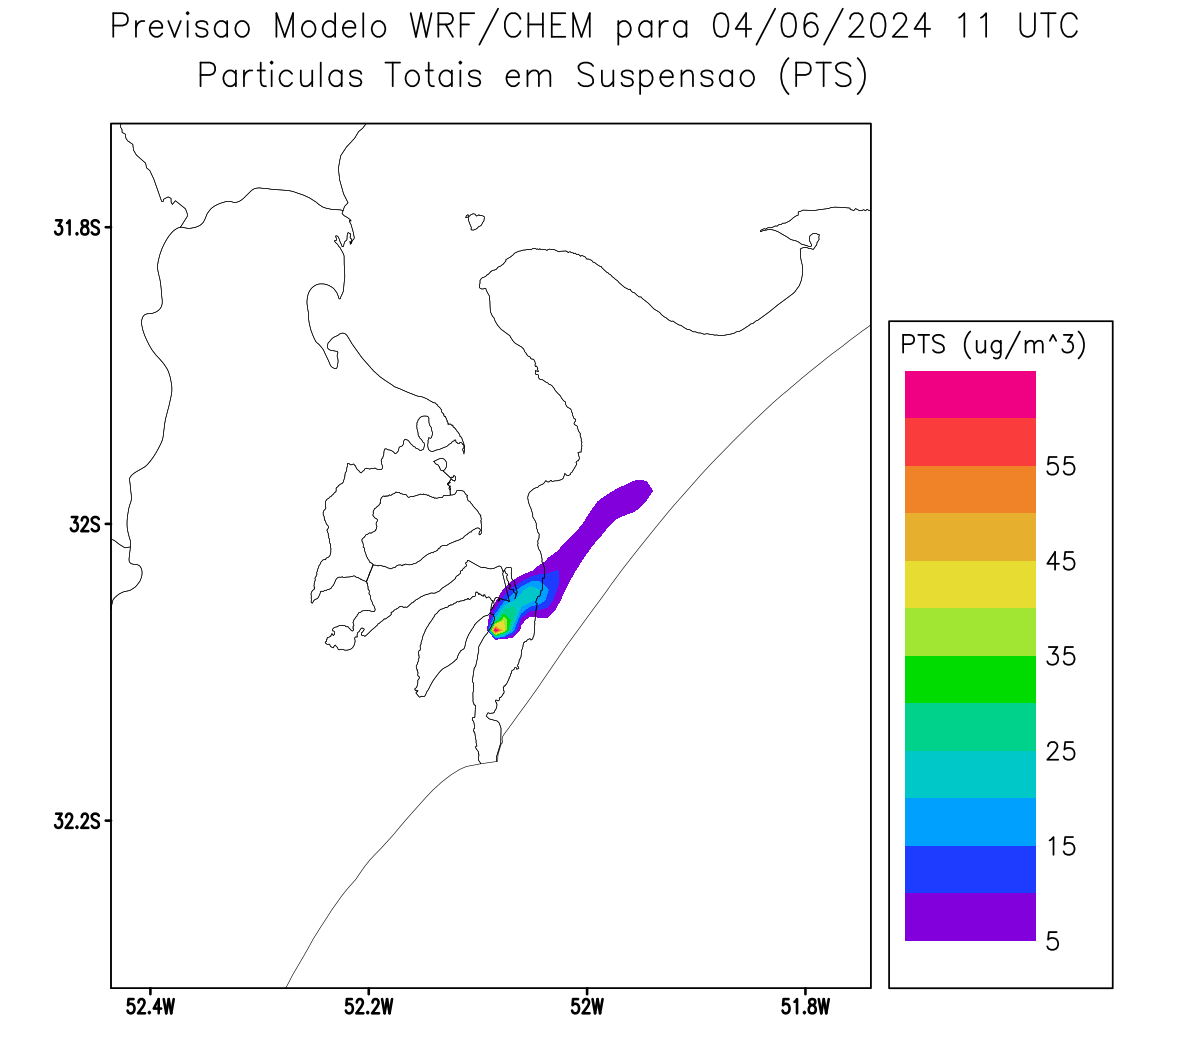 Previsao Modelo WRF/CHEM para 04/06/2024 11 UTC
Particulas Totais em Suspensao (PTS)
31.8S
32S
32.2S
52.4W
52.2W
52W
51.8W
PTS (ug/m^3)
55
45
35
25
15
5